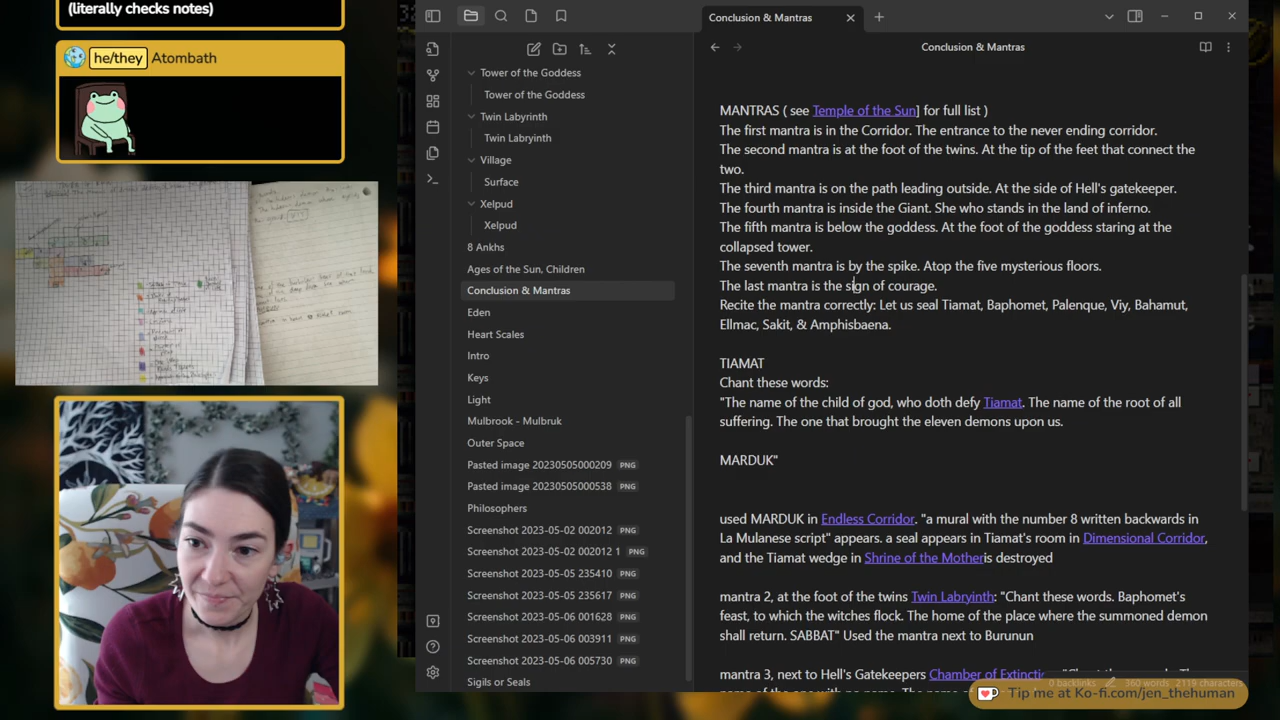 (literally checks notes)
he/they Atombath
Conclusion & Mantras
Conclusion & Mantras
Tower of the Goddess
Tower of the Goddess
Twin Labyrinth
Twin Labryinth
Village
Surface
Xelpud
Xelpud
8 Ankhs
Ages of the Sun, Children
Conclusion & Mantras
Eden
Heart Scales
Intro
Keys
Light
Mulbrook - Mulbruk
Outer Space
Pasted image 20230505000209 PNG
Pasted image 20230505000538 PNG
Philosophers
Screenshot 2023-05-02 002012 PNG
Screenshot 2023-05-02 002012 1 PNG
Screenshot 2023-05-05 235410 PNG
Screenshot 2023-05-05 235617 PNG
Screenshot 2023-05-06 001628 PNG
Screenshot 2023-05-06 003911 PNG
Screenshot 2023-05-06 005730 PNG
Sigils or Seals
MANTRAS ( see Temple of the Sun] for full list )
The first mantra is in the Corridor. The entrance to the never ending corridor.
The second mantra is at the foot of the twins. At the tip of the feet that connect the
two.
The third mantra is on the path leading outside. At the side of Hell's gatekeeper.
The fourth mantra is inside the Giant. She who stands in the land of inferno.
The fifth mantra is below the goddess. At the foot of the goddess staring at the
collapsed tower.
The seventh mantra is by the spike. Atop the five mysterious floors.
The last mantra is the sign of courage.
Recite the mantra correctly: Let us seal Tiamat, Baphomet, Palenque, Viy, Bahamut,
Ellmac, Sakit, & Amphisbaena.
TIAMAT
Chant these words:
"The name of the child of god, who doth defy Tiamat. The name of the root of all
suffering. The one that brought the eleven demons upon us.
MARDUK"
used MARDUK in Endless Corridor. "a mural with the number 8 written backwards in
La Mulanese script" appears. a seal appears in Tiamat's room in Dimensional Corridor,
and the Tiamat wedge in Shrine of the Motheris destroyed
mantra 2, at the foot of the twins Twin Labryinth: "Chant these words. Baphomet's
feast, to which the witches flock. The home of the place where the summoned demon
shall return. SABBAT" Used the mantra next to Burunun
mantra 3, next to Hell's Gatekeepers Chamber of Extincti
0 backlinks 360 words 2119 characters
Tip me at Ko-fi.com/jen_thehuman